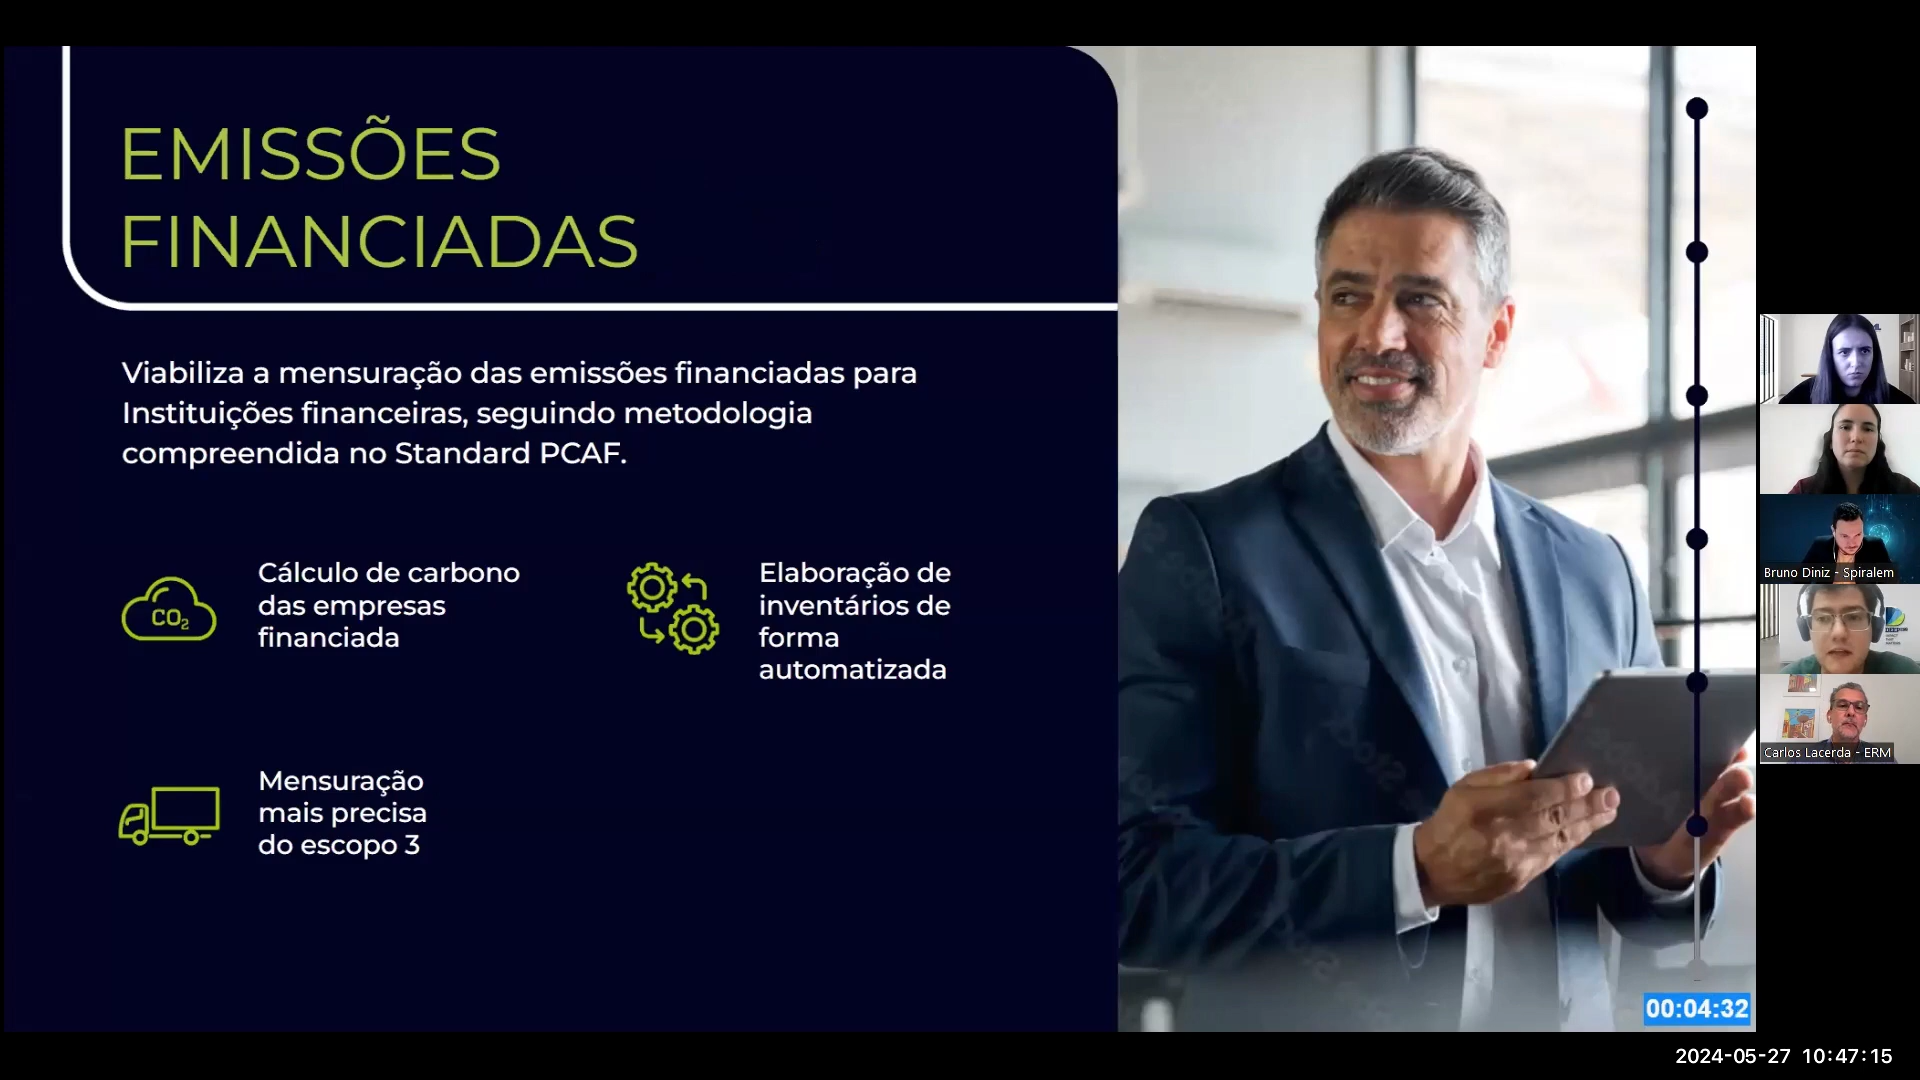 EMISSÕES
FINANCIADAS
Viabiliza a mensuração das emissões financiadas para
Instituições financeiras, seguindo metodologia
compreendida no Standard PCAF.
CO₂
Cálculo de carbono
das empresas
financiada
Elaboração de
inventários de
forma
automatizada
Mensuração
mais precisa
do escopo 3
Bruno Diniz - Spiralem
Carlos Lacerda - ERM
00:04:32
2024-05-27 10:47:15